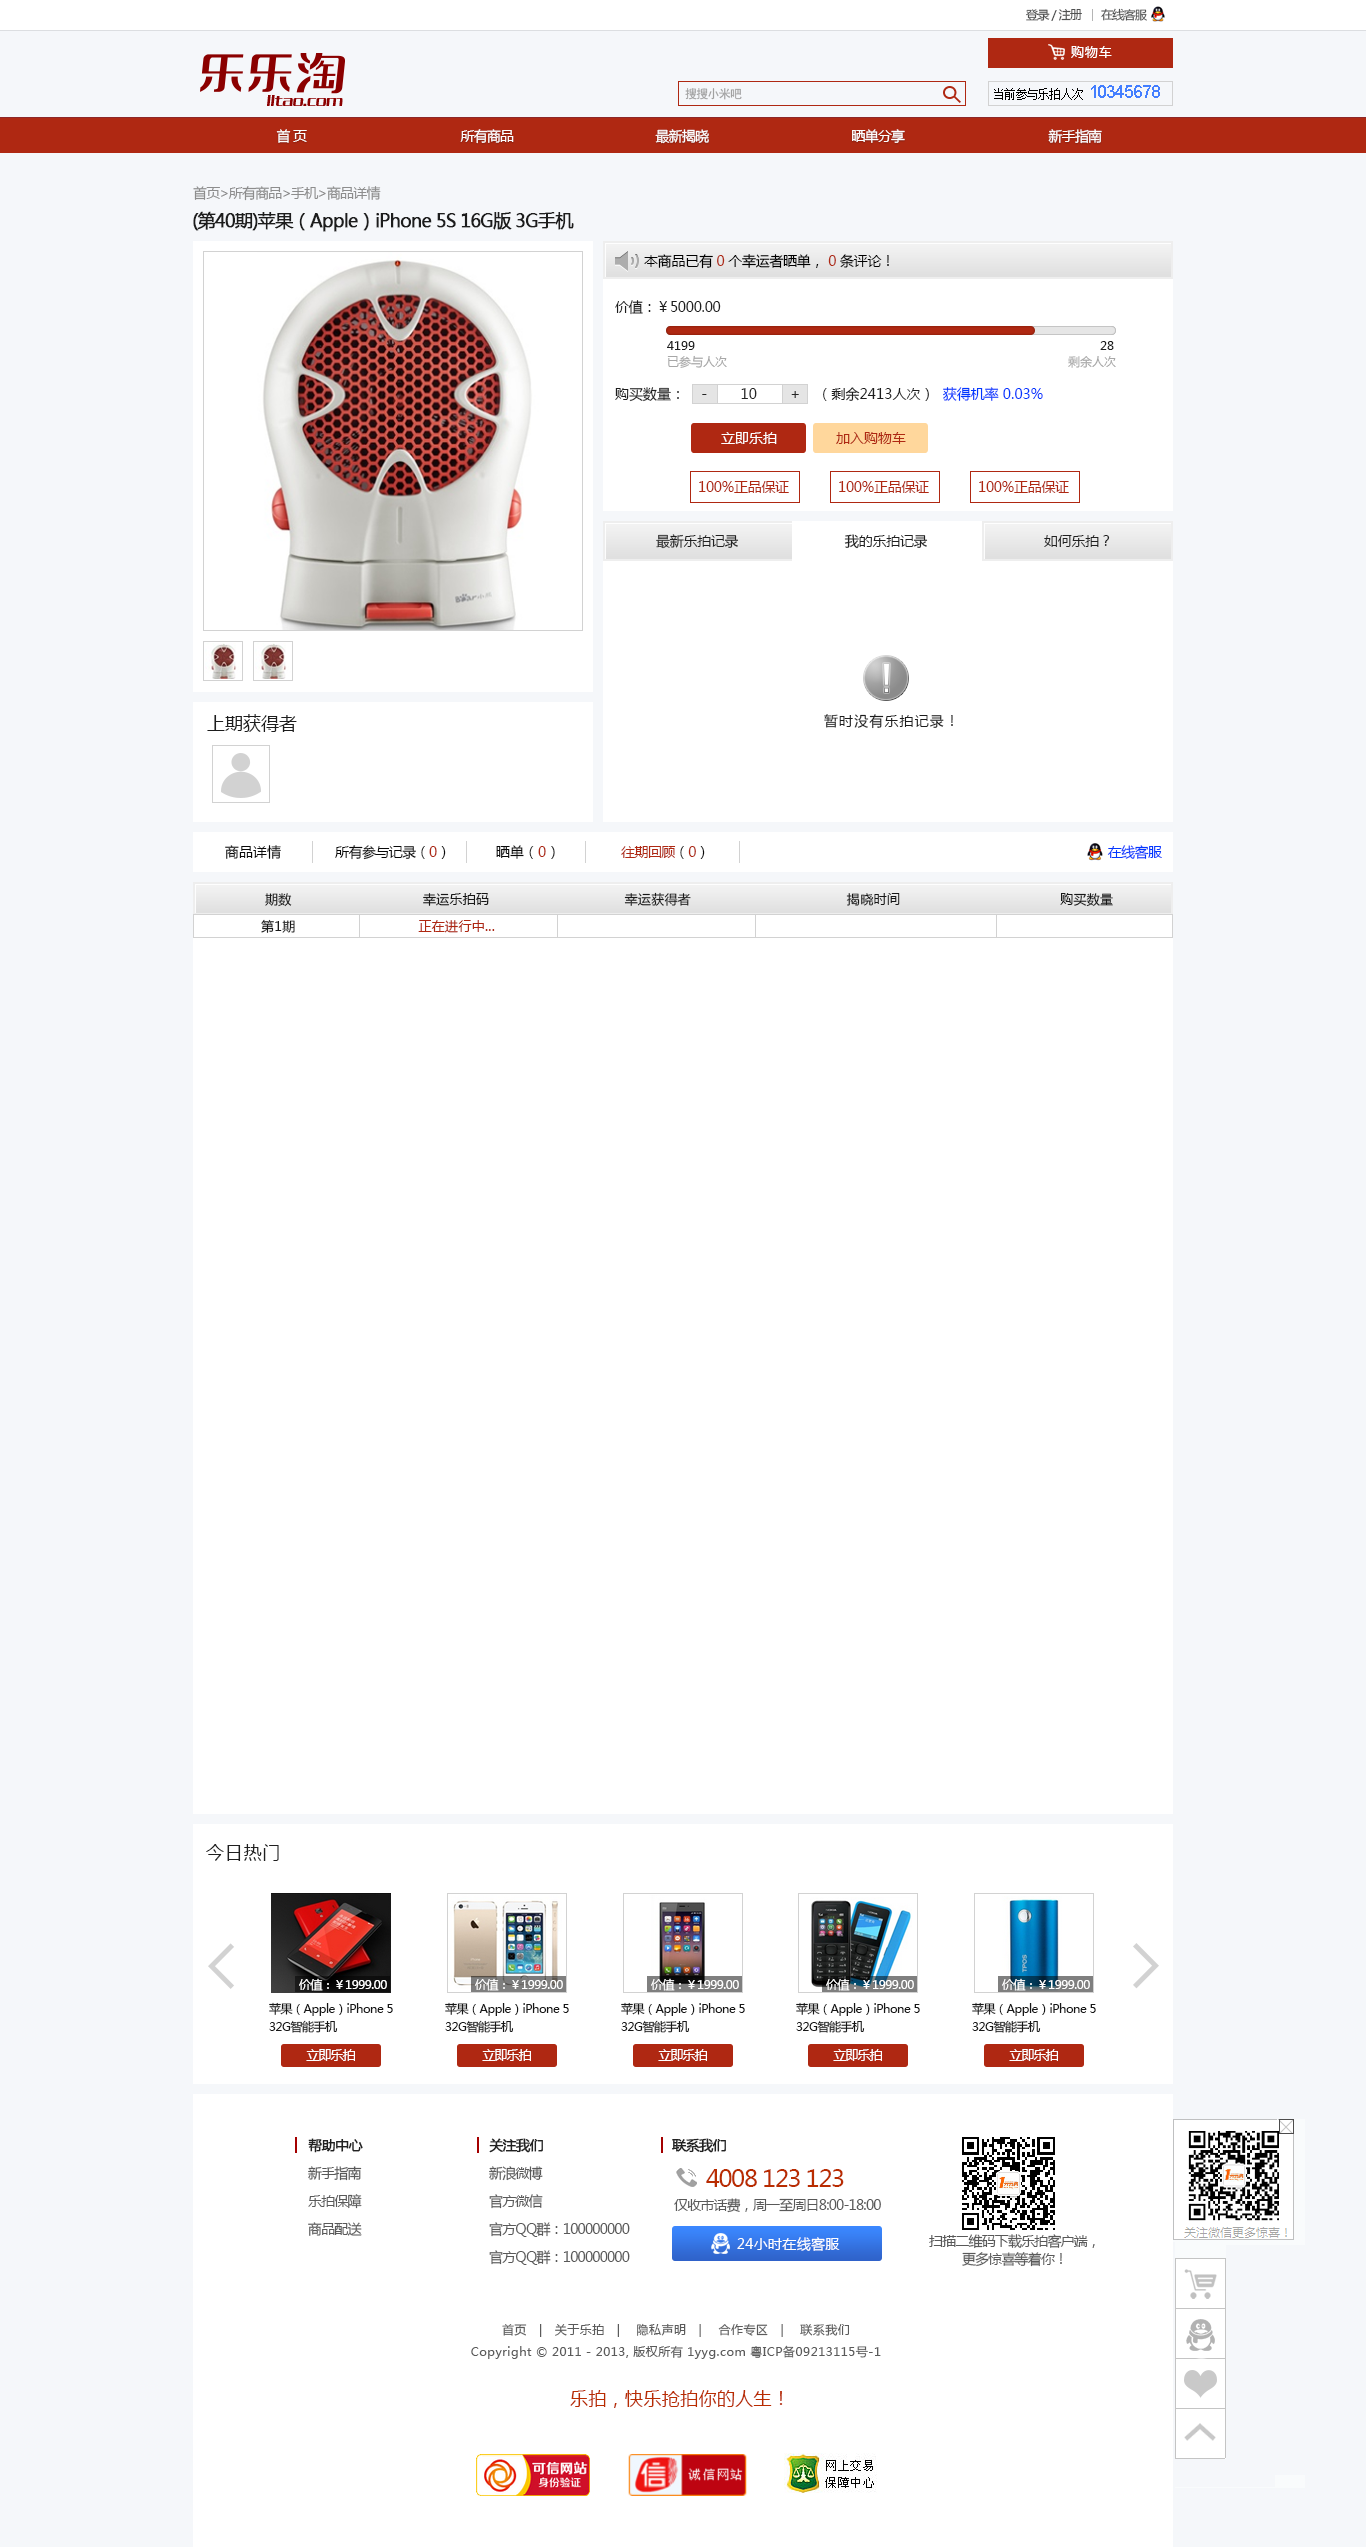 登录 / 注册 | 在线客服
购物车
乐乐淘
lltao.com
搜搜小米吧
当前参与乐拍人次 10345678
首 页 所有商品 最新揭晓 晒单分享 新手指南
首页>所有商品>手机>商品详情
(第40期)苹果（Apple）iPhone 5S 16G版 3G手机
本商品已有 0 个幸运者晒单， 0 条评论！
价值：￥5000.00
4199 28
已参与人次 剩余人次
购买数量： - 10 + （剩余2413人次） 获得机率 0.03%
立即乐拍 加入购物车
100%正品保证 100%正品保证 100%正品保证
最新乐拍记录 我的乐拍记录 如何乐拍？
暂时没有乐拍记录！
上期获得者
商品详情 所有参与记录（0） 晒单（0） 往期回顾（0） 在线客服
期数 幸运乐拍码 幸运获得者 揭晓时间 购买数量
第1期 正在进行中...
今日热门
价值：￥1999.00 价值：￥1999.00 价值：￥1999.00 价值：￥1999.00 价值：￥1999.00
苹果（Apple）iPhone 5 苹果（Apple）iPhone 5 苹果（Apple）iPhone 5 苹果（Apple）iPhone 5 苹果（Apple）iPhone 5
32G智能手机 32G智能手机 32G智能手机 32G智能手机 32G智能手机
立即乐拍 立即乐拍 立即乐拍 立即乐拍 立即乐拍
帮助中心
新手指南
乐拍保障
商品配送
关注我们
新浪微博
官方微信
官方QQ群：100000000
官方QQ群：100000000
联系我们
4008 123 123
仅收市话费，周一至周日8:00-18:00
24小时在线客服
扫描二维码下载乐拍客户端，
更多惊喜等着你！
关注微信更多惊喜！
首页 | 关于乐拍 | 隐私声明 | 合作专区 | 联系我们
Copyright © 2011 - 2013, 版权所有 1yyg.com 粤ICP备09213115号-1
乐拍，快乐抢拍你的人生！
可信网站
身份验证
信 诚信网站
网上交易
保障中心